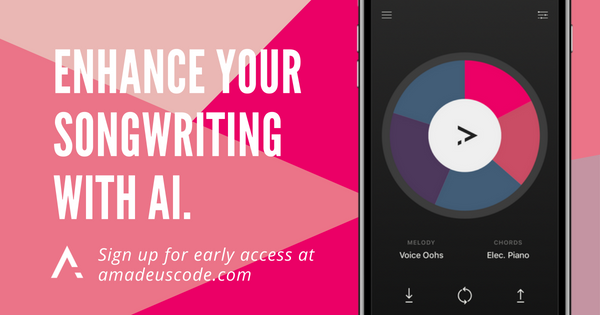 ENHANCE YOUR
SONGWRITING
WITH AI.
Sign up for early access at
amadeuscode.com
MELODY
Voice Oohs
CHORDS
Elec. Piano